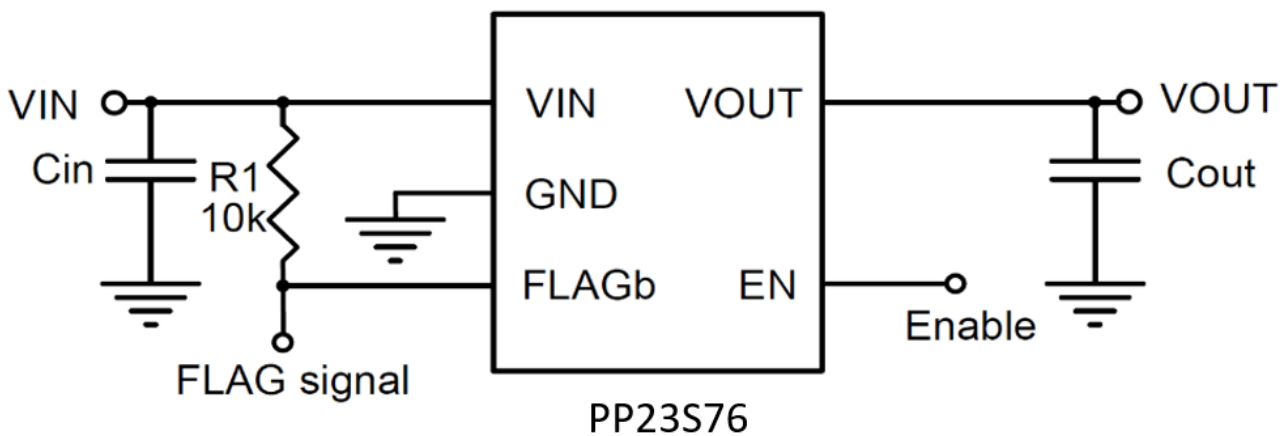 VIN
Cin
R1
10k
FLAG signal
VIN
GND
FLAGb
VOUT
EN
Enable
VOUT
Cout
PP23S76